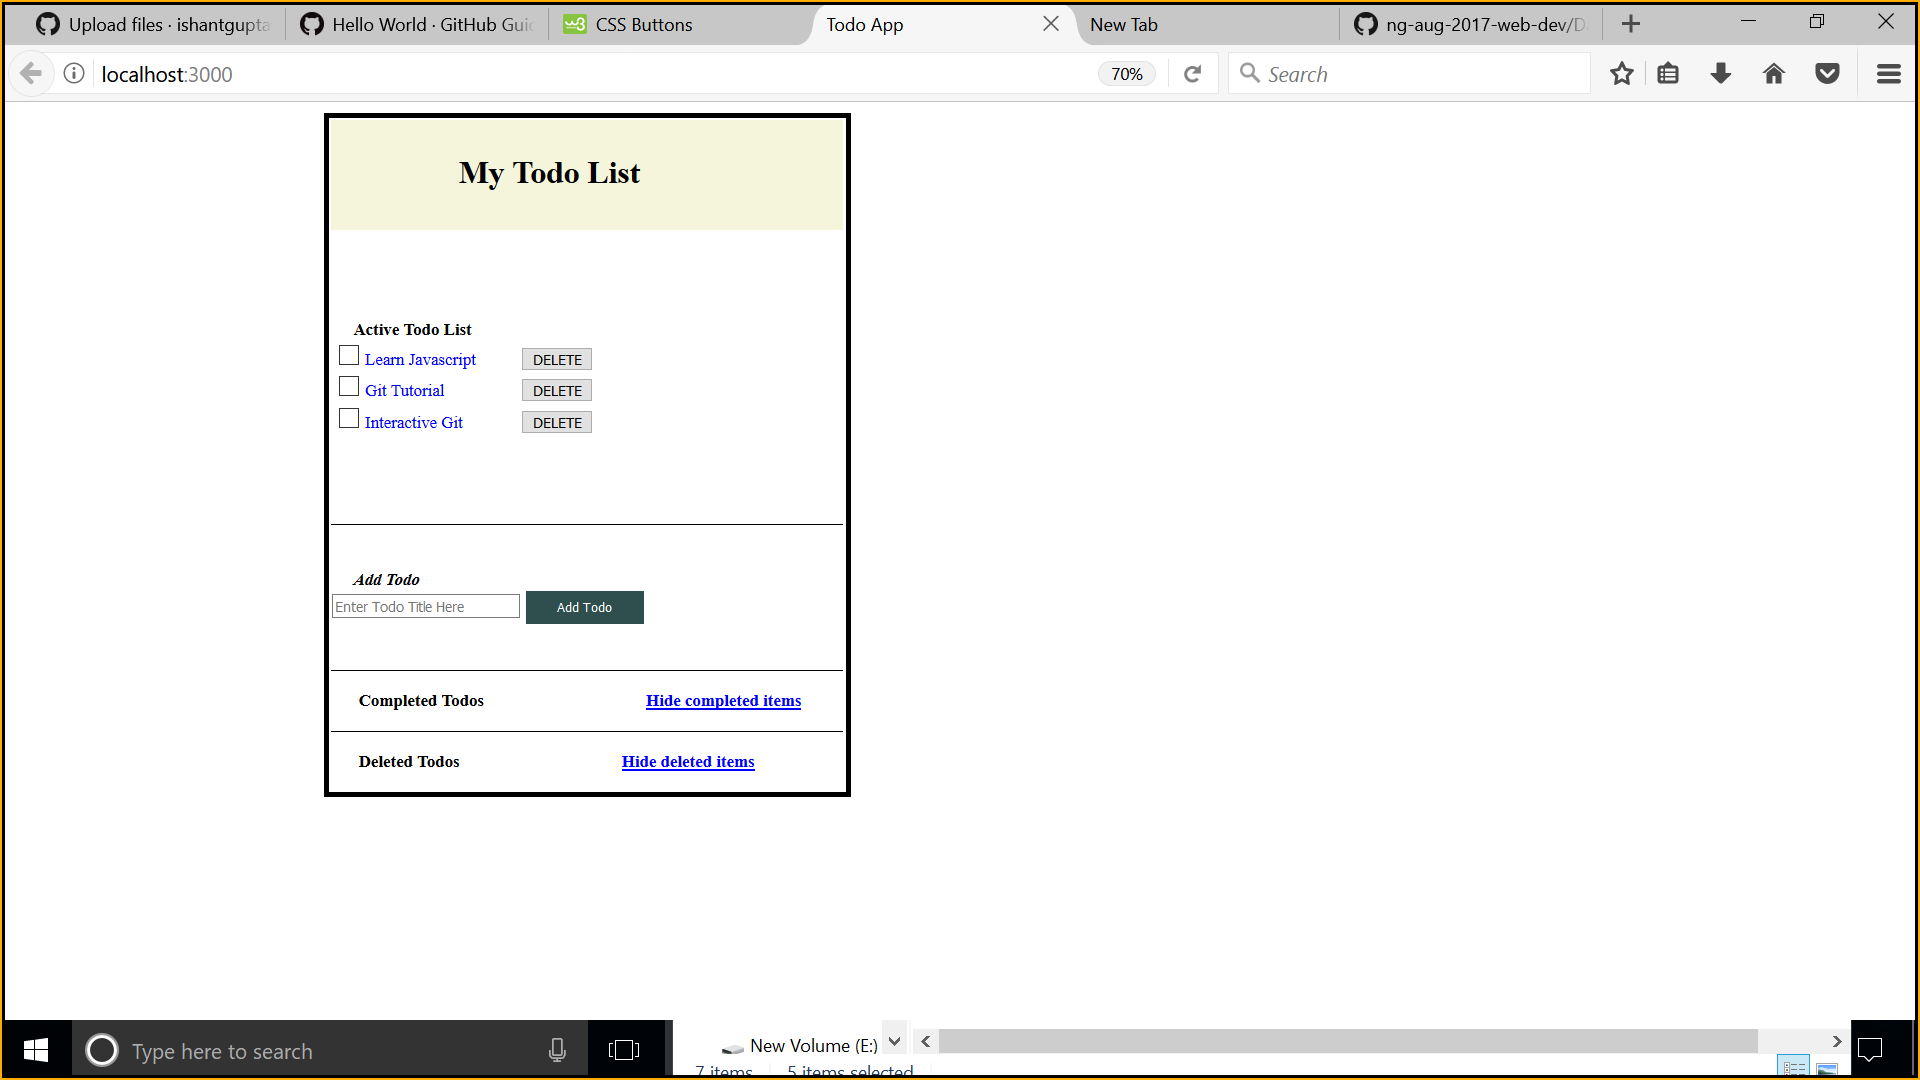 Upload files · ishantgupta
Hello World · GitHub Gui
w3 CSS Buttons
Todo App
New Tab
ng-aug-2017-web-dev/D
localhost:3000
70%
Search
My Todo List
Active Todo List
Learn Javascript DELETE
Git Tutorial DELETE
Interactive Git DELETE
Add Todo
Enter Todo Title Here Add Todo
Completed Todos Hide completed items
Deleted Todos Hide deleted items
Type here to search
New Volume (E:)
7 items 5 items selected